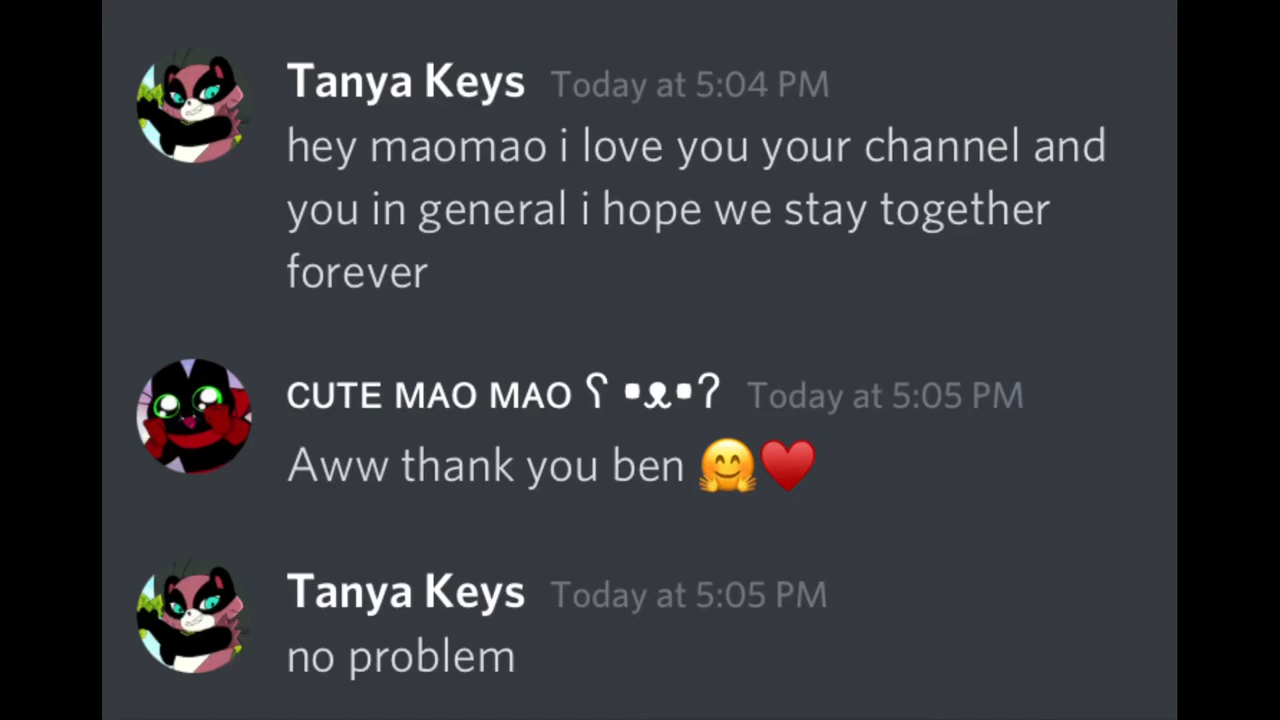 Tanya Keys Today at 5:04 PM
hey maomao i love you your channel and
you in general i hope we stay together
forever
CUTE MAO MAO ʕ ▪ᴥ▪ʔ Today at 5:05 PM
Aww thank you ben 🤗♥️
Tanya Keys Today at 5:05 PM
no problem